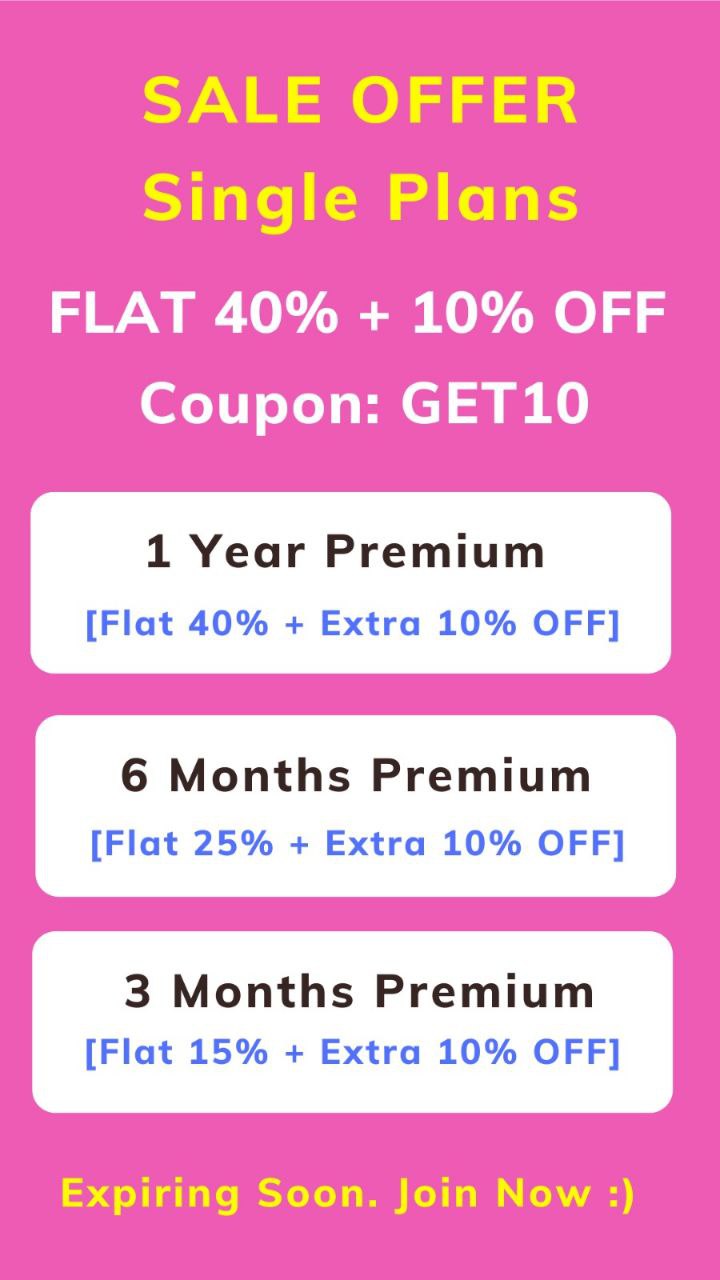 SALE OFFER
Single Plans
FLAT 40% + 10% OFF
Coupon: GET10
1 Year Premium
[Flat 40% + Extra 10% OFF]
6 Months Premium
[Flat 25% + Extra 10% OFF]
3 Months Premium
[Flat 15% + Extra 10% OFF]
Expiring Soon. Join Now :)